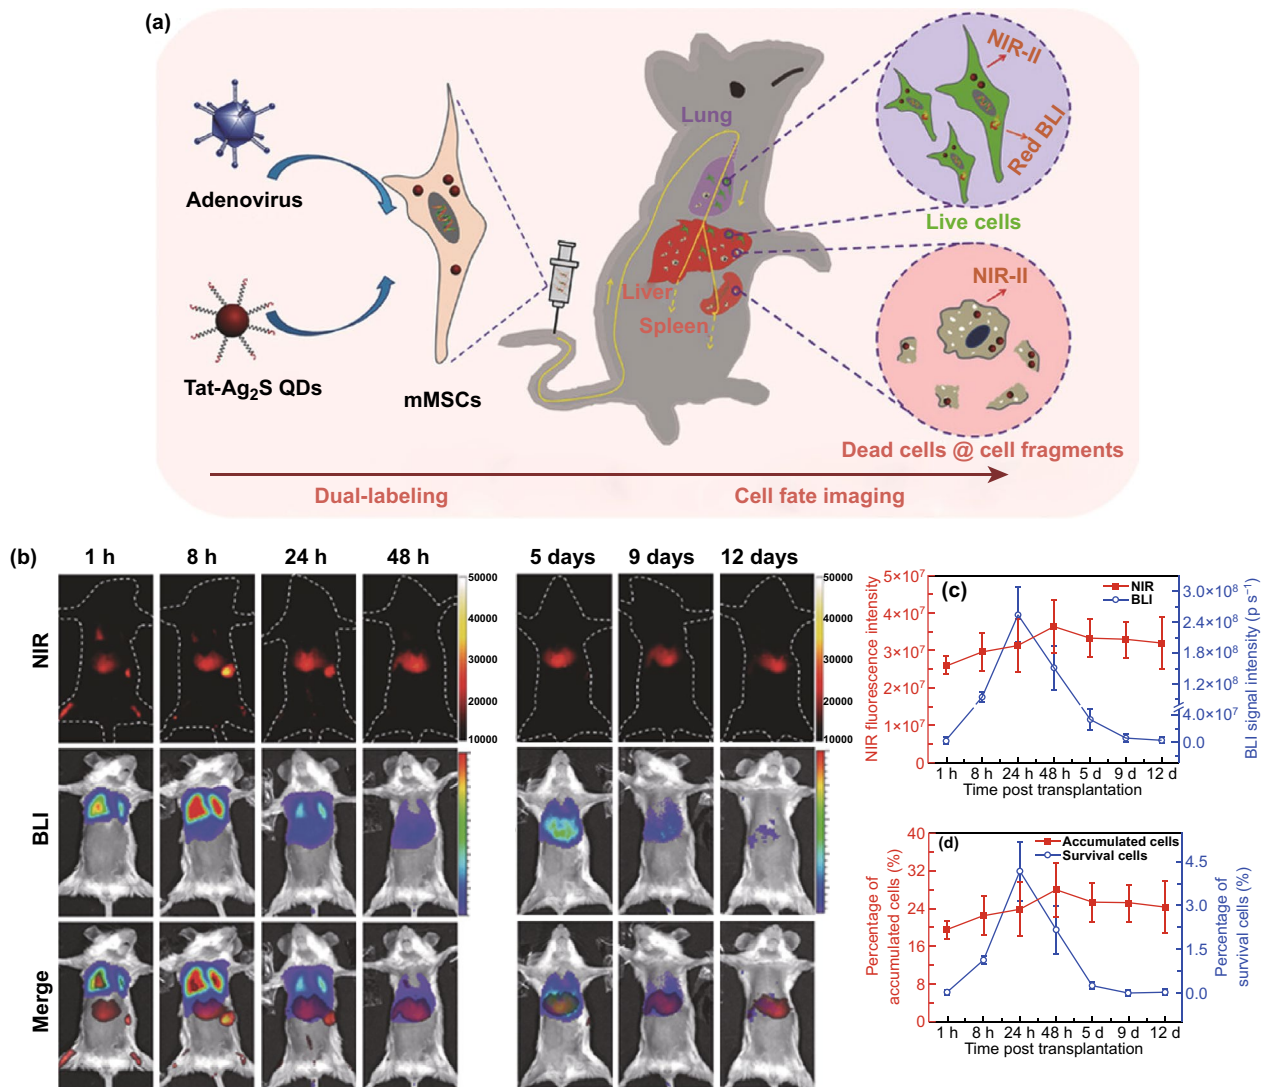 (a)
NIR-II
Lung
Red BLI
Adenovirus
Live cells
NIR-II
Liver
Spleen
Tat-Ag₂S QDs
mMSCs
Dead cells @ cell fragments
Dual-labeling
Cell fate imaging
(b)
1 h 8 h 24 h 48 h 5 days 9 days 12 days
NIR
50000
40000
30000
20000
10000
50000
40000
30000
20000
10000
BLI
Merge
(c)
NIR
BLI
NIR fluorescence intensity
5×10⁷
4×10⁷
3×10⁷
2×10⁷
1×10⁷
0
3.0×10⁸
2.4×10⁸
1.8×10⁸
1.2×10⁸
4.0×10⁷
0.0
BLI signal intensity (p s⁻¹)
1 h 8 h 24 h 48 h 5 d 9 d 12 d
Time post transplantation
(d)
Accumulated cells
Survival cells
Percentage of
accumulated cells (%)
40
32
24
16
8
0
4.5
3.0
1.5
0.0
Percentage of
survival cells (%)
1 h 8 h 24 h 48 h 5 d 9 d 12 d
Time post transplantation